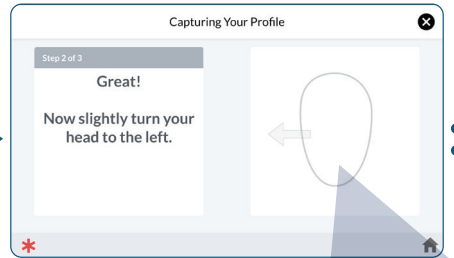 Capturing Your Profile
Step 2 of 3
Great!
Now slightly turn your
head to the left.